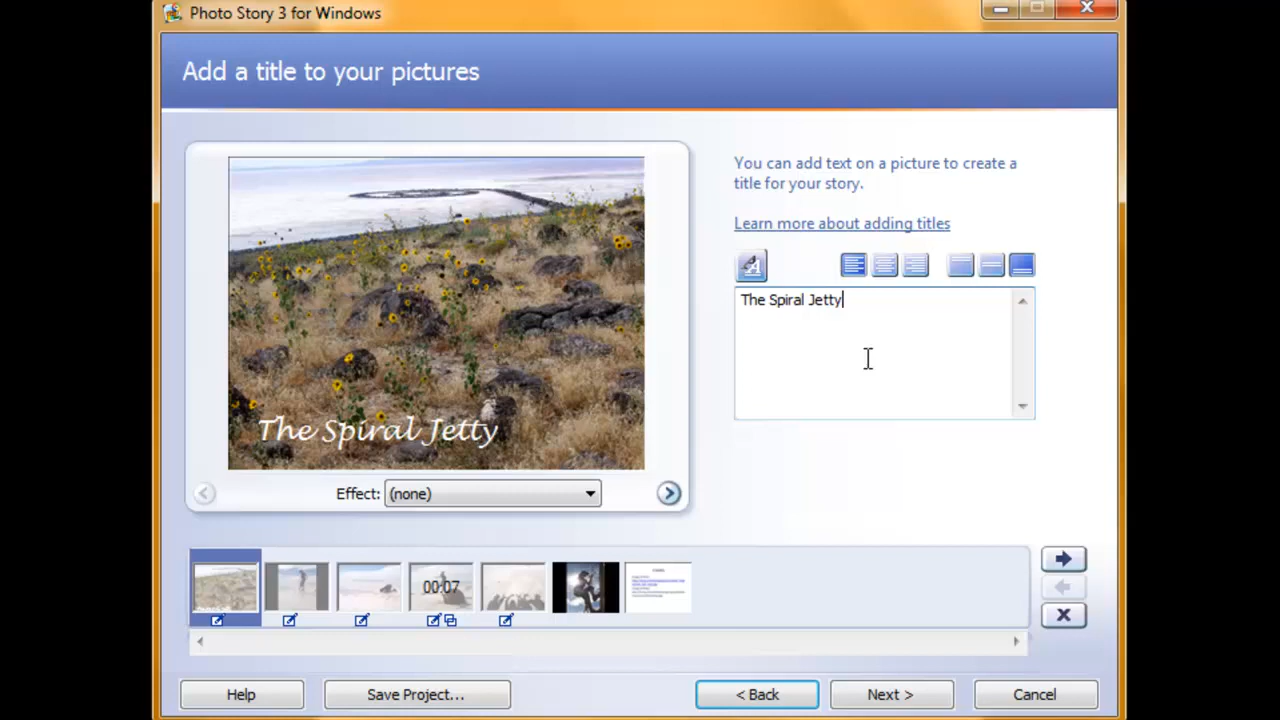 Photo Story 3 for Windows
Add a title to your pictures
You can add text on a picture to create a
title for your story.
Learn more about adding titles
A
The Spiral Jetty
The Spiral Jetty
Effect: (none)
00:07
Help
Save Project...
< Back
Next >
Cancel